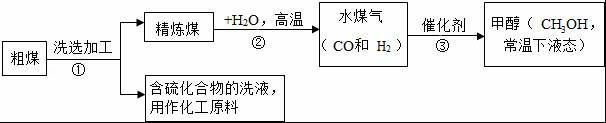 粗煤
洗选加工
①
精炼煤
+H₂O，高温
②
水煤气
（CO和 H₂）
催化剂
③
甲醇（ CH₃OH，
常温下液态）
含硫化合物的洗液，
用作化工原料